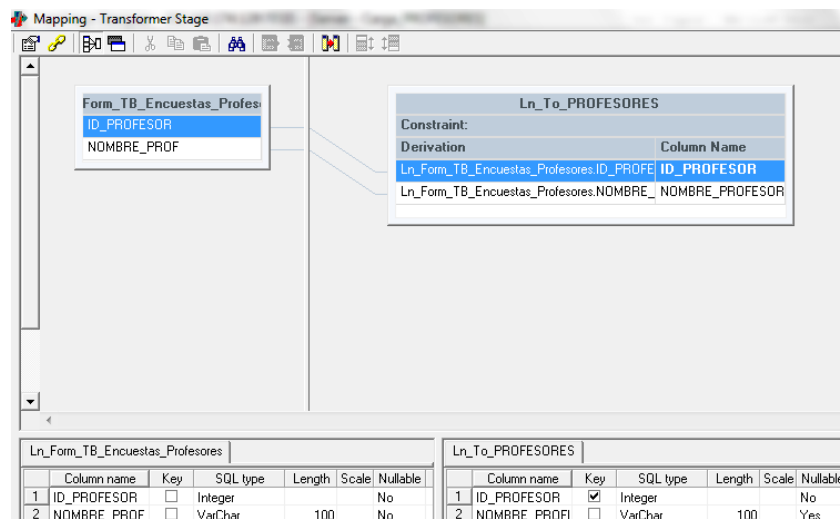 Mapping - Transformer Stage
Form_TB_Encuestas_Profes
ID_PROFESOR
NOMBRE_PROF
Ln_To_PROFESORES
Constraint:
Derivation Column Name
Ln_Form_TB_Encuestas_Profesores.ID_PROFE ID_PROFESOR
Ln_Form_TB_Encuestas_Profesores.NOMBRE_ NOMBRE_PROFESOR
Ln_Form_TB_Encuestas_Profesores
Column name Key SQL type Length Scale Nullable
1 ID_PROFESOR Integer No
2 NOMBRE_PROF VarChar 100 No
Ln_To_PROFESORES
Column name Key SQL type Length Scale Nullable
1 ID_PROFESOR Integer No
2 NOMBRE_PROFI VarChar 100 Yes